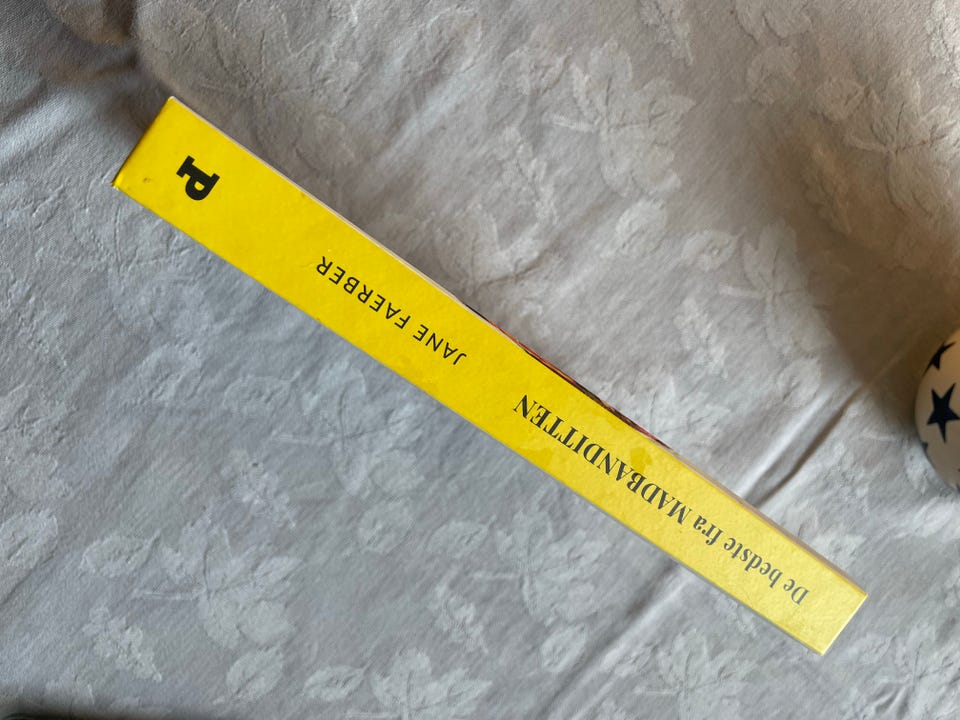 De bedste fra MADBANDITTEN
JANE FAERBER
P